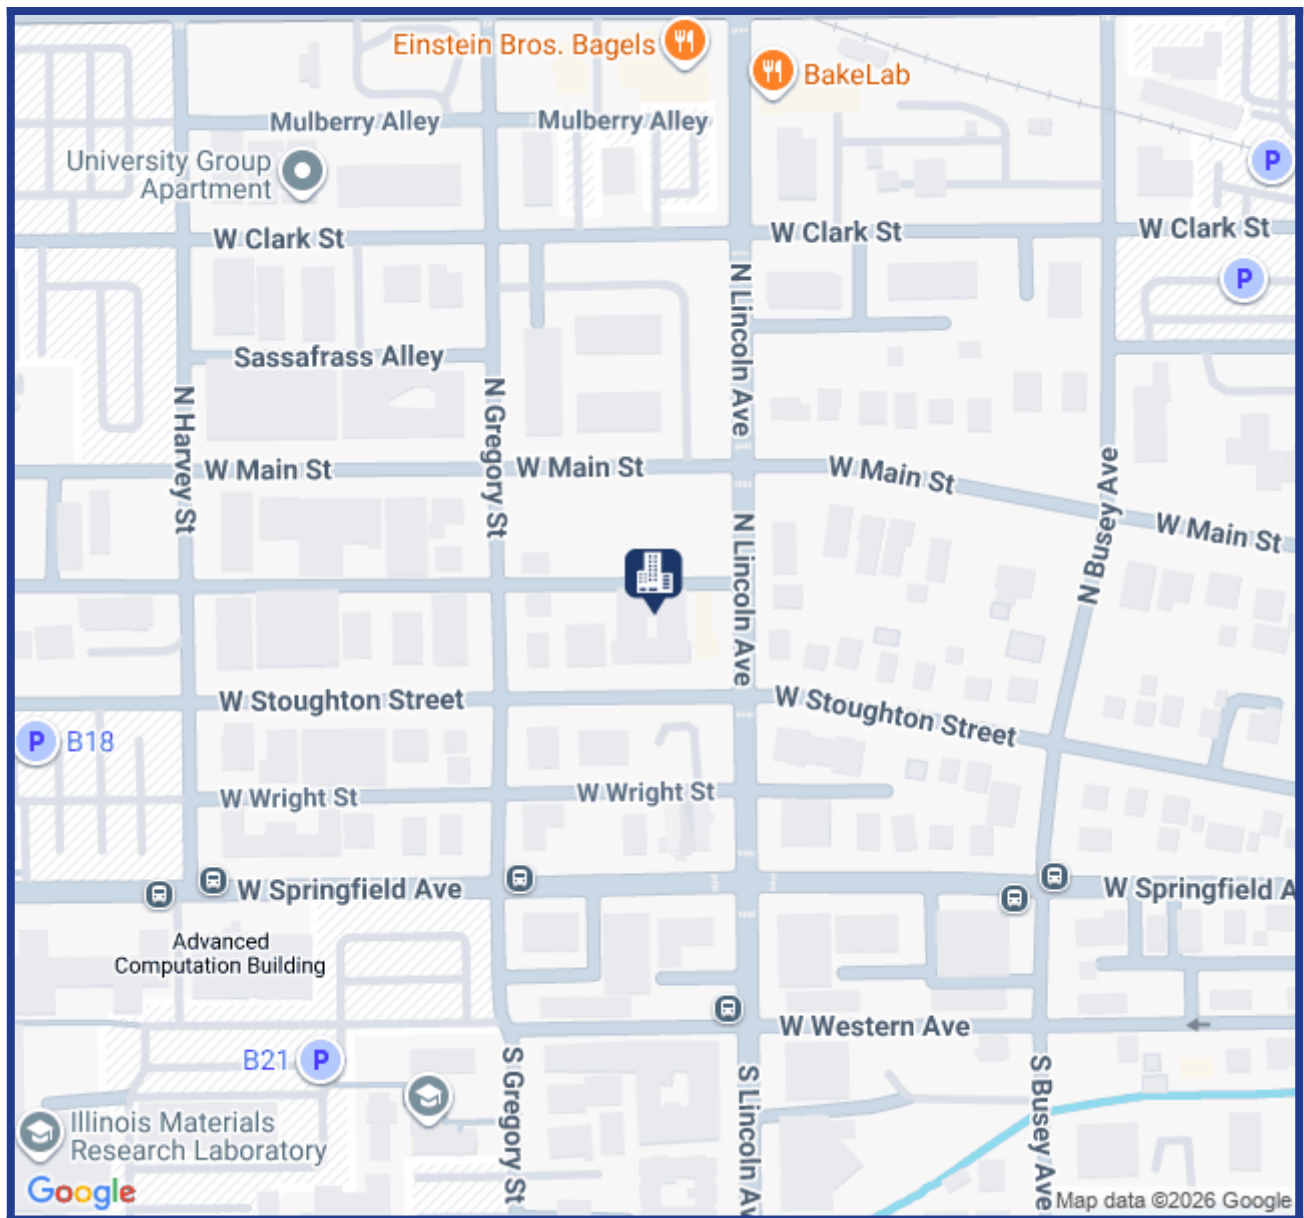 Einstein Bros. Bagels
BakeLab
Mulberry Alley
Mulberry Alley
University Group
Apartment
P
W Clark St
W Clark St
W Clark St
P
N Lincoln Ave
Sassafrass Alley
N Harvey St
N Gregory St
W Main St
W Main St
W Main St
W Main St
N Busey Ave
N Lincoln Ave
W Stoughton Street
W Stoughton Street
P B18
W Wright St
W Wright St
W Springfield Ave
W Springfield A
Advanced
Computation Building
W Western Ave
B21 P
S Gregory St
S Lincoln Av
S Busey Ave
Illinois Materials
Research Laboratory
Google
Map data ©2026 Google